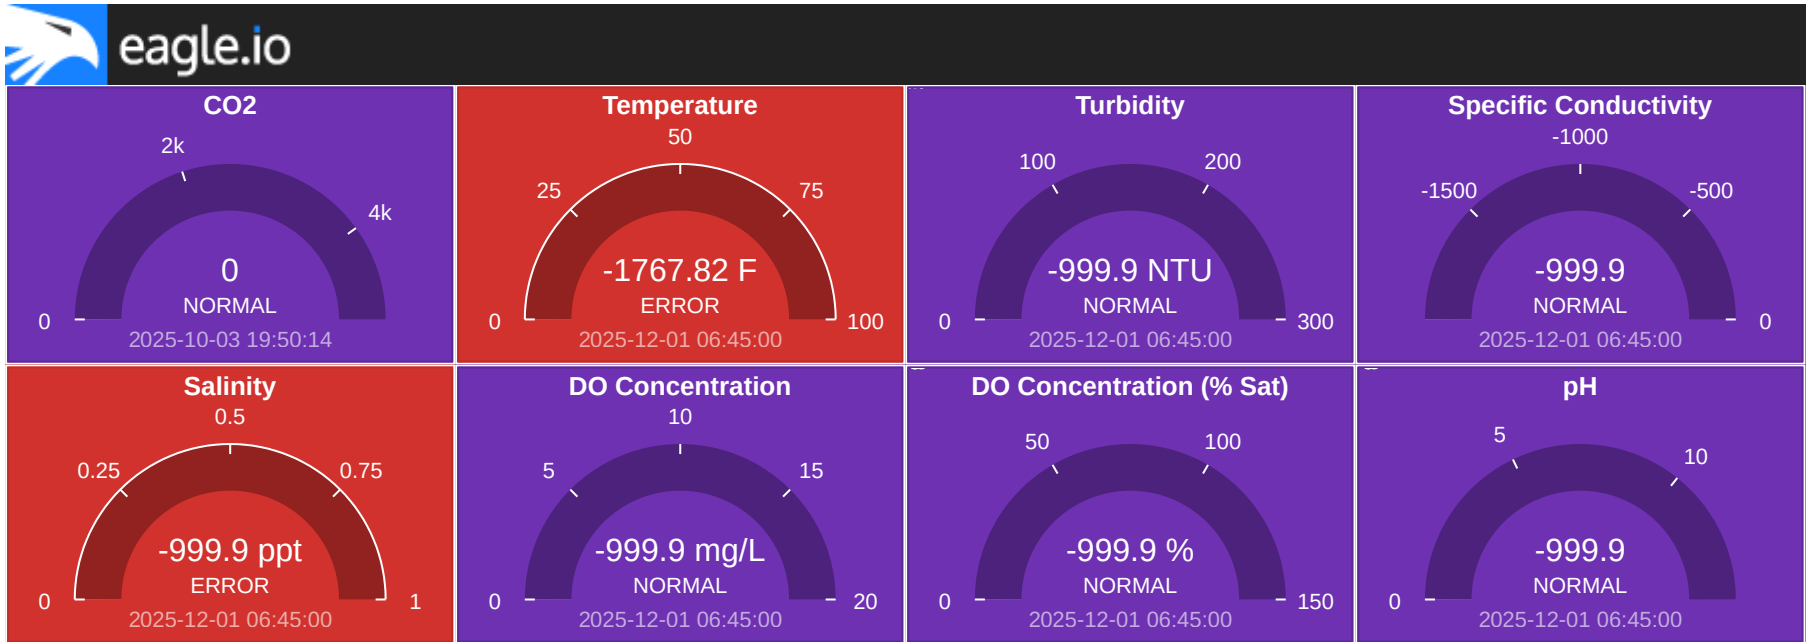 eagle.io
CO2
2k
4k
0
0
NORMAL
2025-10-03 19:50:14
Temperature
50
25
75
-1767.82 F
ERROR
0
100
2025-12-01 06:45:00
Turbidity
100
200
-999.9 NTU
NORMAL
0
300
2025-12-01 06:45:00
Specific Conductivity
-1000
-1500
-500
-999.9
NORMAL
0
2025-12-01 06:45:00
Salinity
0.5
0.25
0.75
-999.9 ppt
ERROR
0
1
2025-12-01 06:45:00
DO Concentration
10
5
15
-999.9 mg/L
NORMAL
0
20
2025-12-01 06:45:00
DO Concentration (% Sat)
50
100
-999.9 %
NORMAL
0
150
2025-12-01 06:45:00
pH
5
10
-999.9
NORMAL
0
2025-12-01 06:45:00